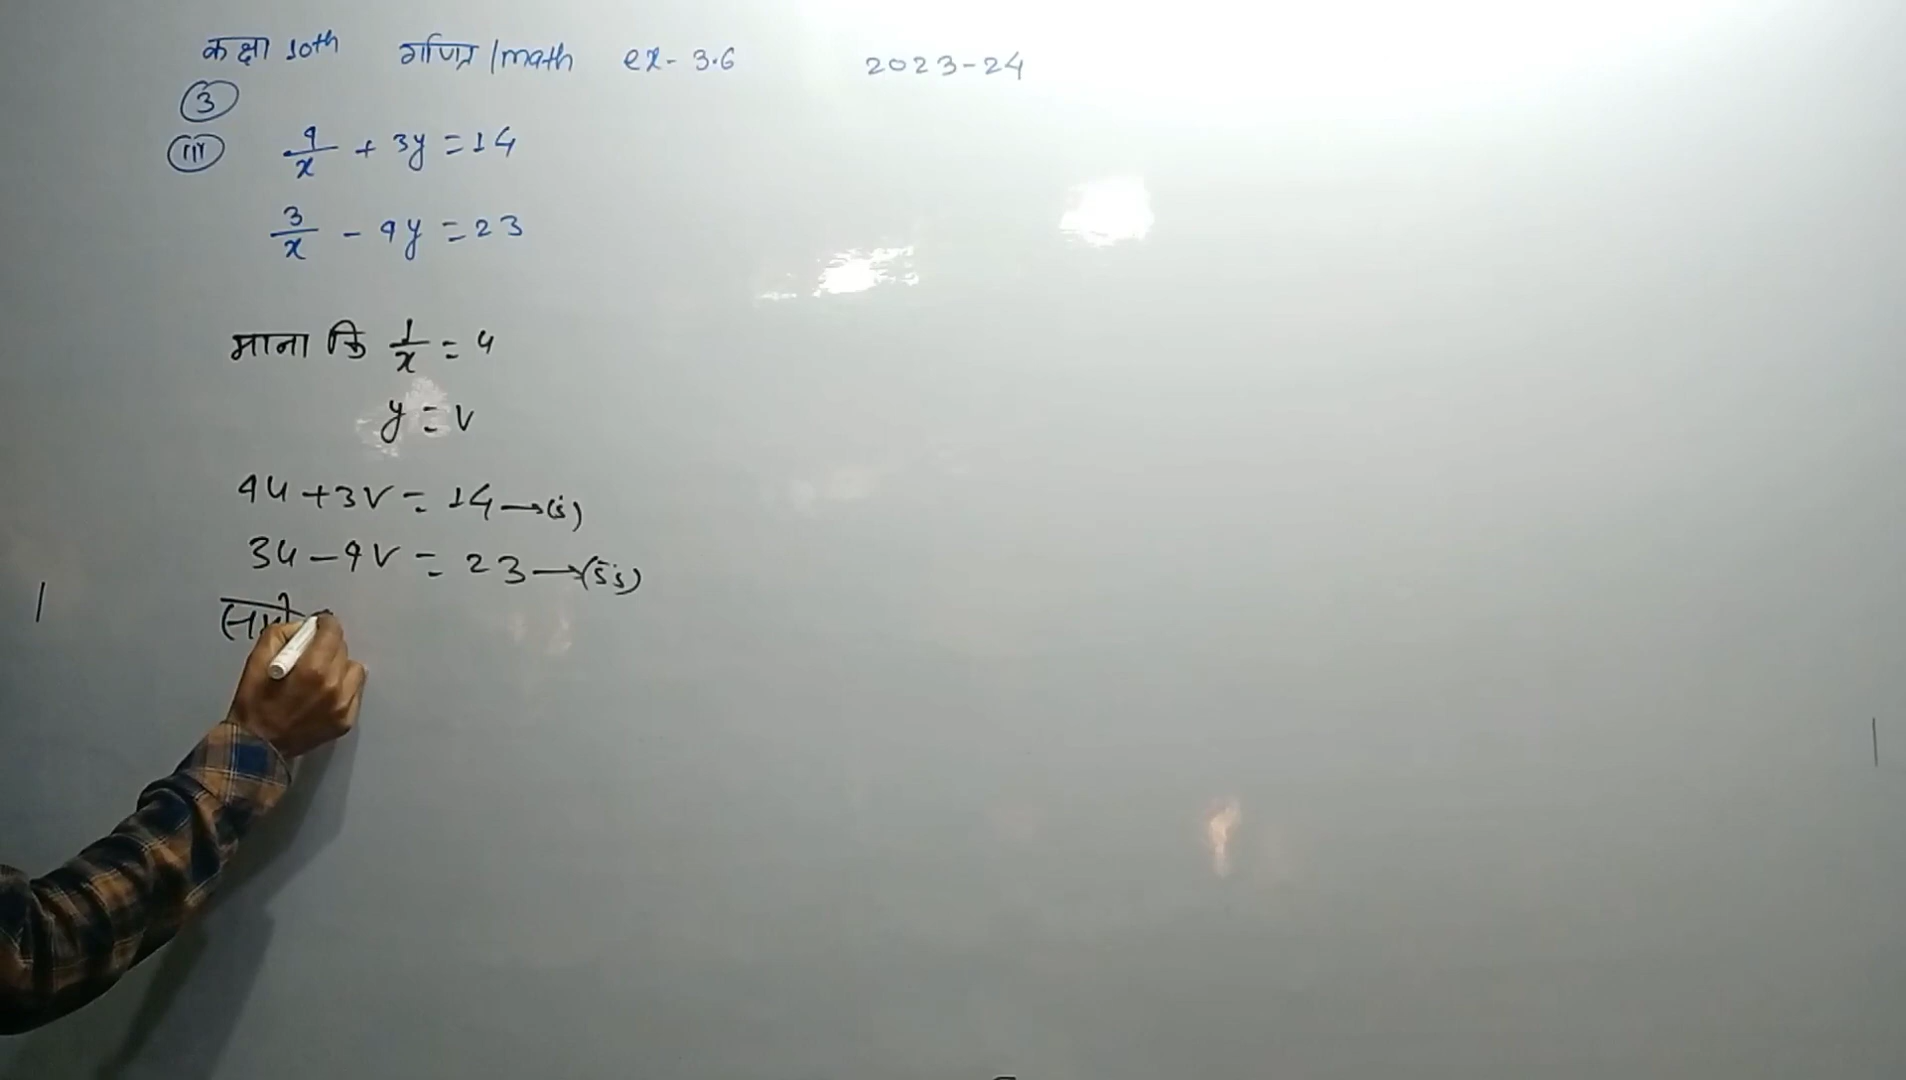 कक्षा 10th गणित /math ex- 3.6 2023-24
3
III 4/x + 3y = 14
3/x - 4y = 23
माना कि 1/x = u
y = v
4u + 3v = 14 → (i)
3u - 4v = 23 → (ii)